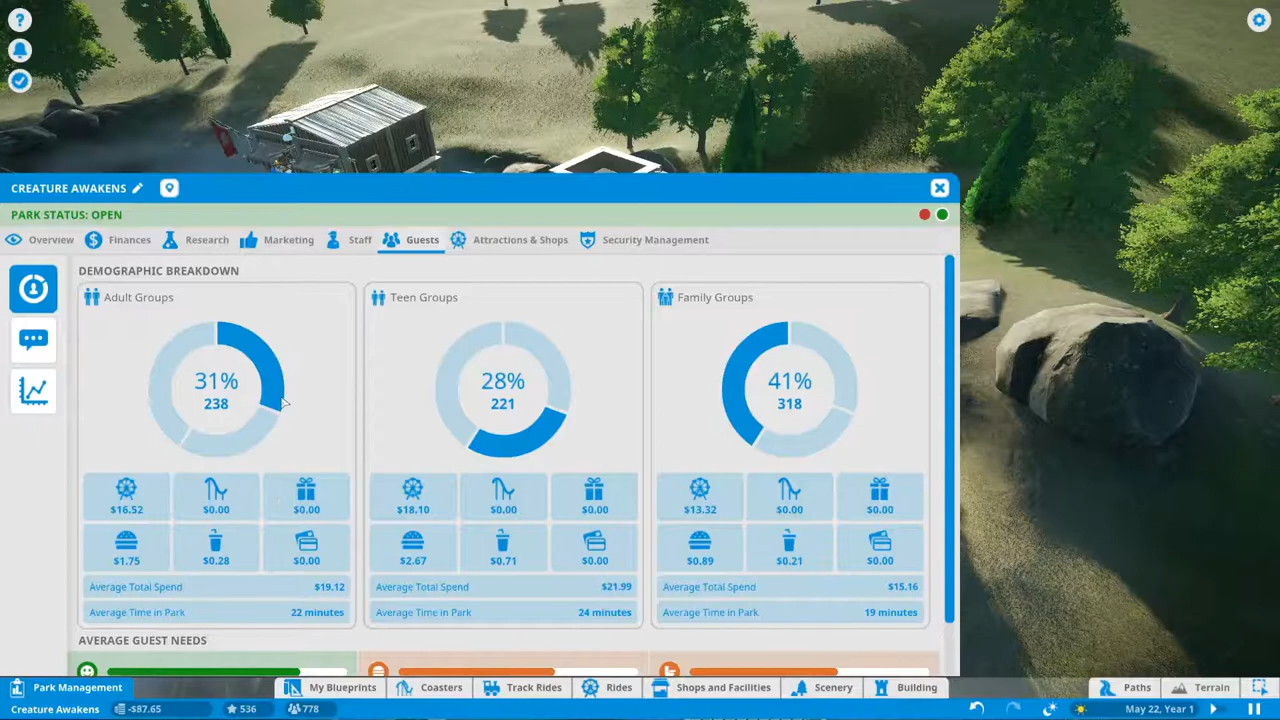 ?
CREATURE AWAKENS
PARK STATUS: OPEN
Overview Finances Research Marketing Staff Guests Attractions & Shops Security Management
DEMOGRAPHIC BREAKDOWN
Adult Groups Teen Groups Family Groups
31% 28% 41%
238 221 318
$16.52 $0.00 $0.00 $18.10 $0.00 $0.00 $13.32 $0.00 $0.00
$1.75 $0.28 $0.00 $2.67 $0.71 $0.00 $0.89 $0.21 $0.00
Average Total Spend $19.12 Average Total Spend $21.99 Average Total Spend $15.16
Average Time in Park 22 minutes Average Time in Park 24 minutes Average Time in Park 19 minutes
AVERAGE GUEST NEEDS
Park Management My Blueprints Coasters Track Rides Rides Shops and Facilities Scenery Building Paths Terrain
Creature Awakens -$87.65 536 778 May 22, Year 1